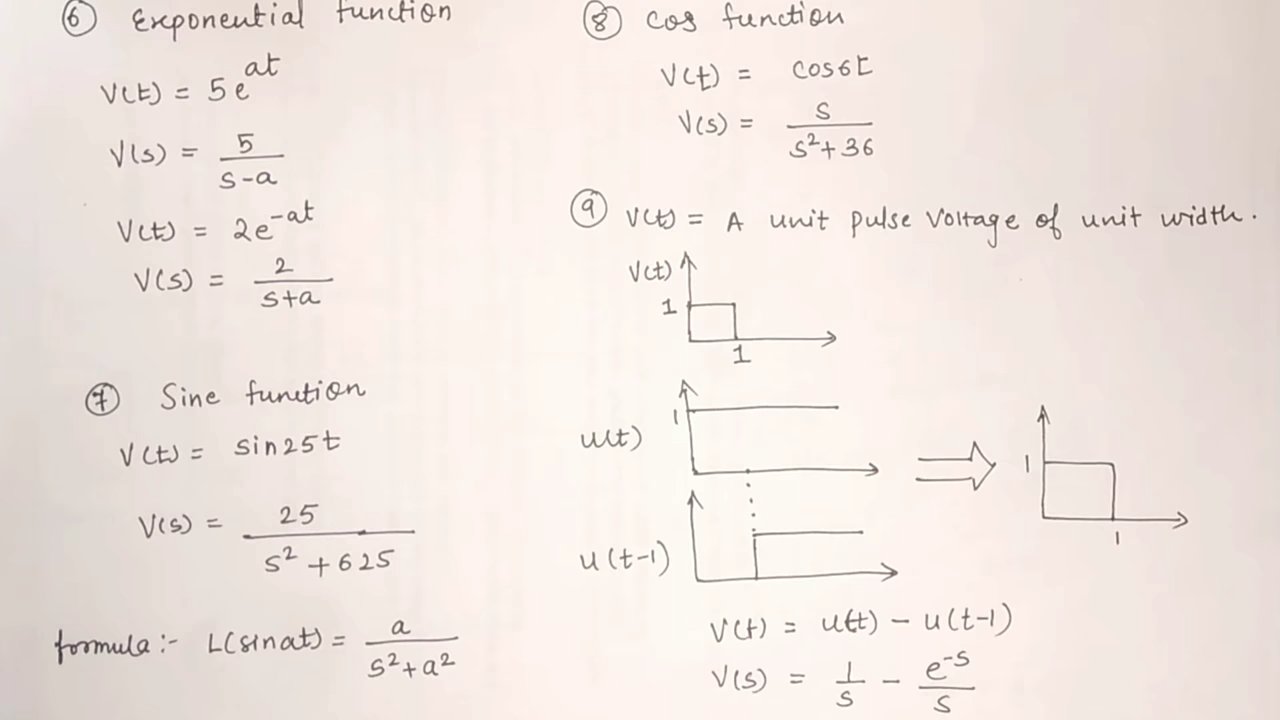 ⑥ Exponential function
V(t) = 5e^at
V(s) = 5/(s-a)
V(t) = 2e^-at
V(s) = 2/(s+a)
⑦ Sine function
V(t) = sin25t
V(s) = 25/(s²+625)
formula:- L(sinat) = a/(s²+a²)
⑧ Cos function
V(t) = cos6t
V(s) = s/(s²+36)
⑨ V(t) = A unit pulse voltage of unit width.
V(t)
1
1
1
u(t)
1
1
u(t-1)
V(t) = u(t) - u(t-1)
V(s) = 1/s - e^-s/s